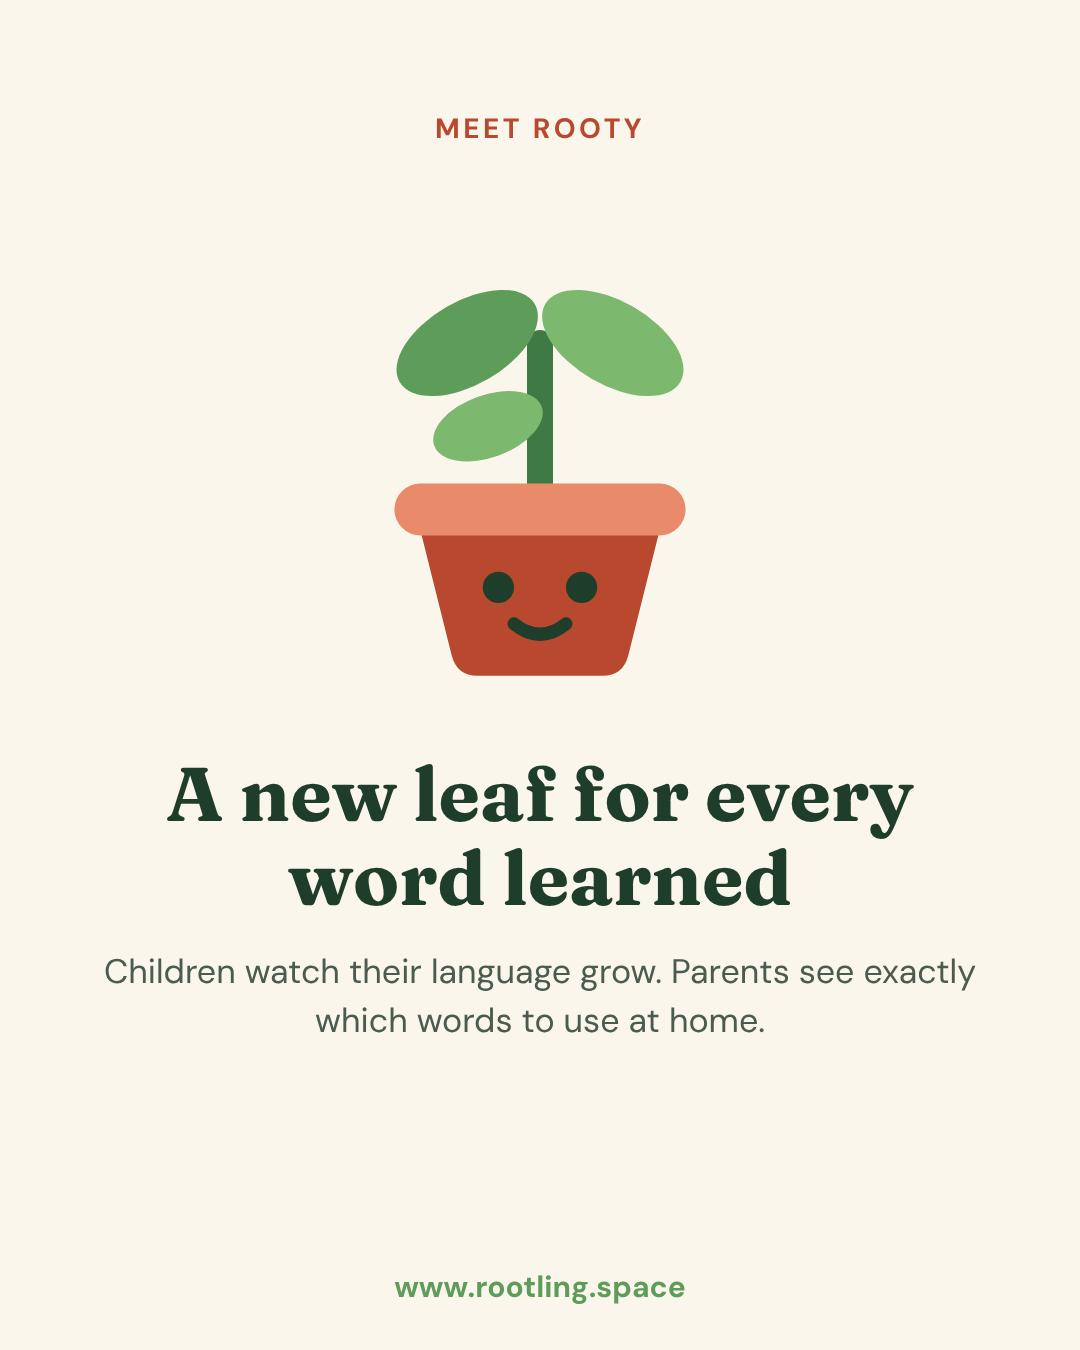 MEET ROOTY
A new leaf for every
word learned
Children watch their language grow. Parents see exactly
which words to use at home.
www.rootling.space